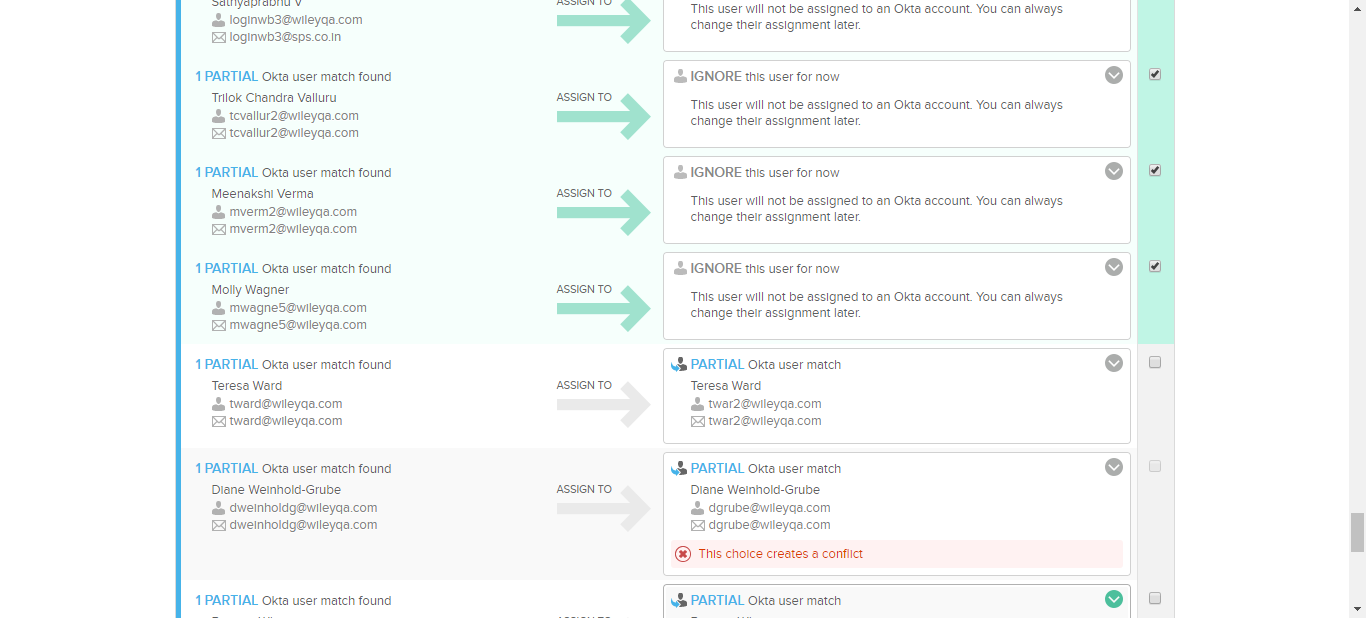 Sathyaprabhu V
loginwb3@wileyqa.com
loginwb3@sps.co.in
ASSIGN TO
This user will not be assigned to an Okta account. You can always
change their assignment later.
1 PARTIAL Okta user match found
Trilok Chandra Valluru
tcvallur2@wileyqa.com
tcvallur2@wileyqa.com
ASSIGN TO
IGNORE this user for now
This user will not be assigned to an Okta account. You can always
change their assignment later.
1 PARTIAL Okta user match found
Meenakshi Verma
mverm2@wileyqa.com
mverm2@wileyqa.com
ASSIGN TO
IGNORE this user for now
This user will not be assigned to an Okta account. You can always
change their assignment later.
1 PARTIAL Okta user match found
Molly Wagner
mwagne5@wileyqa.com
mwagne5@wileyqa.com
ASSIGN TO
IGNORE this user for now
This user will not be assigned to an Okta account. You can always
change their assignment later.
1 PARTIAL Okta user match found
Teresa Ward
tward@wileyqa.com
tward@wileyqa.com
ASSIGN TO
PARTIAL Okta user match
Teresa Ward
twar2@wileyqa.com
twar2@wileyqa.com
1 PARTIAL Okta user match found
Diane Weinhold-Grube
dweinholdg@wileyqa.com
dweinholdg@wileyqa.com
ASSIGN TO
PARTIAL Okta user match
Diane Weinhold-Grube
dgrube@wileyqa.com
dgrube@wileyqa.com
This choice creates a conflict
1 PARTIAL Okta user match found
PARTIAL Okta user match